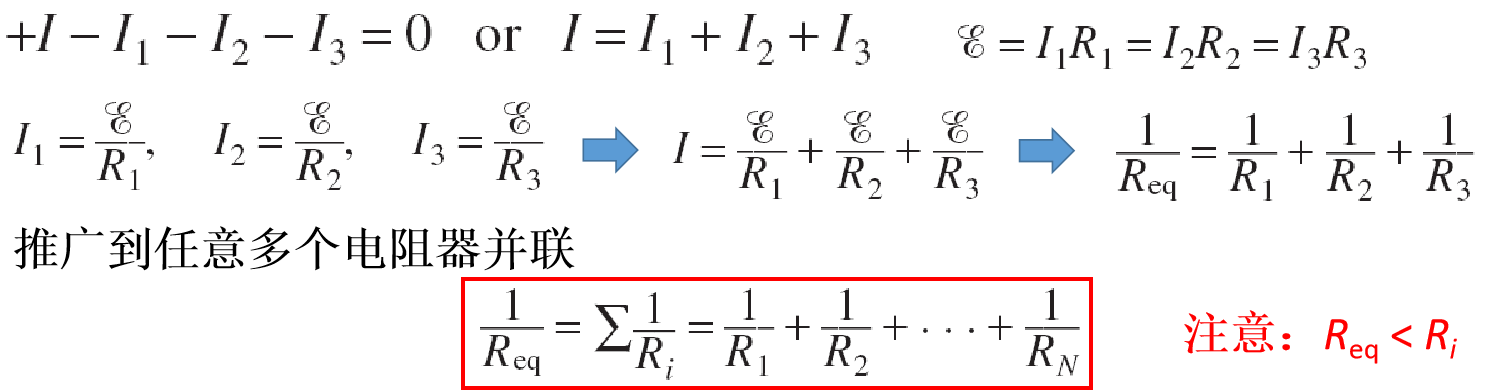 +I − I₁ − I₂ − I₃ = 0 or I = I₁ + I₂ + I₃ ℰ = I₁R₁ = I₂R₂ = I₃R₃
I₁ = ℰ/R₁, I₂ = ℰ/R₂, I₃ = ℰ/R₃ I = ℰ/R₁ + ℰ/R₂ + ℰ/R₃ 1/R_eq = 1/R₁ + 1/R₂ + 1/R₃
推广到任意多个电阻器并联
1/R_eq = ∑ 1/R_i = 1/R₁ + 1/R₂ + · · · + 1/R_N 注意：R_eq < R_i